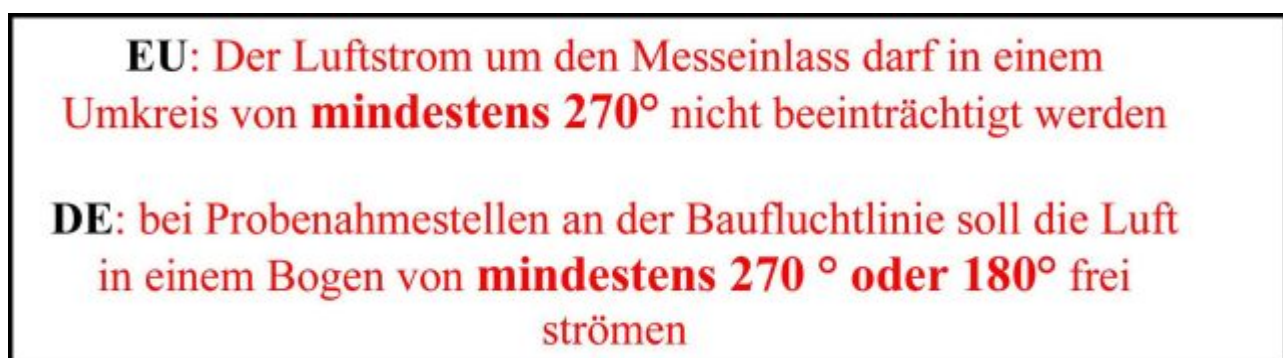 EU: Der Luftstrom um den Messeinlass darf in einem
Umkreis von mindestens 270° nicht beeinträchtigt werden
DE: bei Probenahmestellen an der Baufluchtlinie soll die Luft
in einem Bogen von mindestens 270 ° oder 180° frei
strömen